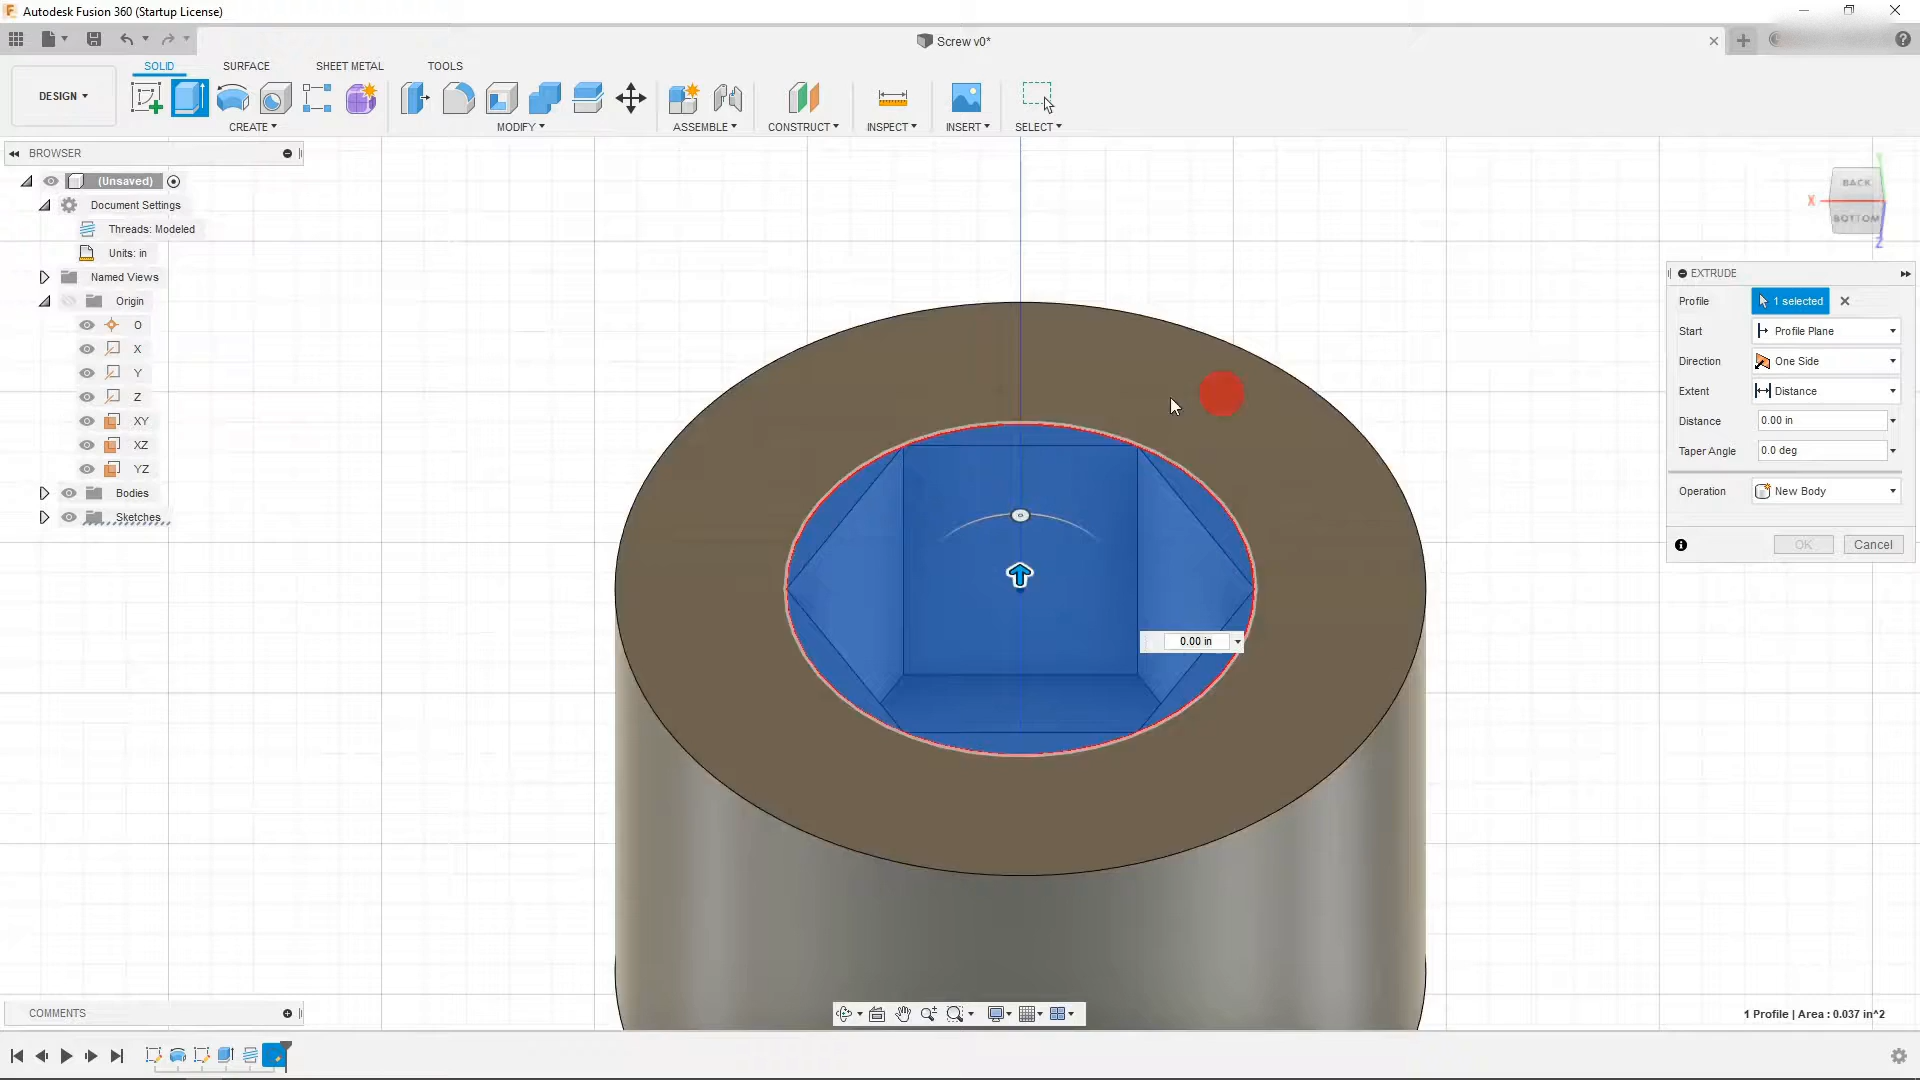 Autodesk Fusion 360 (Startup License)
Screw v0*
SOLID SURFACE SHEET METAL TOOLS
DESIGN
CREATE MODIFY ASSEMBLE CONSTRUCT INSPECT INSERT SELECT
BROWSER
(Unsaved)
Document Settings
Threads: Modeled
Units: in
Named Views
Origin
O
X
Y
Z
XY
XZ
YZ
Bodies
Sketches
BACK
X
BOTTOM
Z
EXTRUDE
Profile 1 selected
Start Profile Plane
Direction One Side
Extent Distance
Distance 0.00 in
Taper Angle 0.0 deg
Operation New Body
OK Cancel
0.00 in
COMMENTS
1 Profile | Area : 0.037 in^2